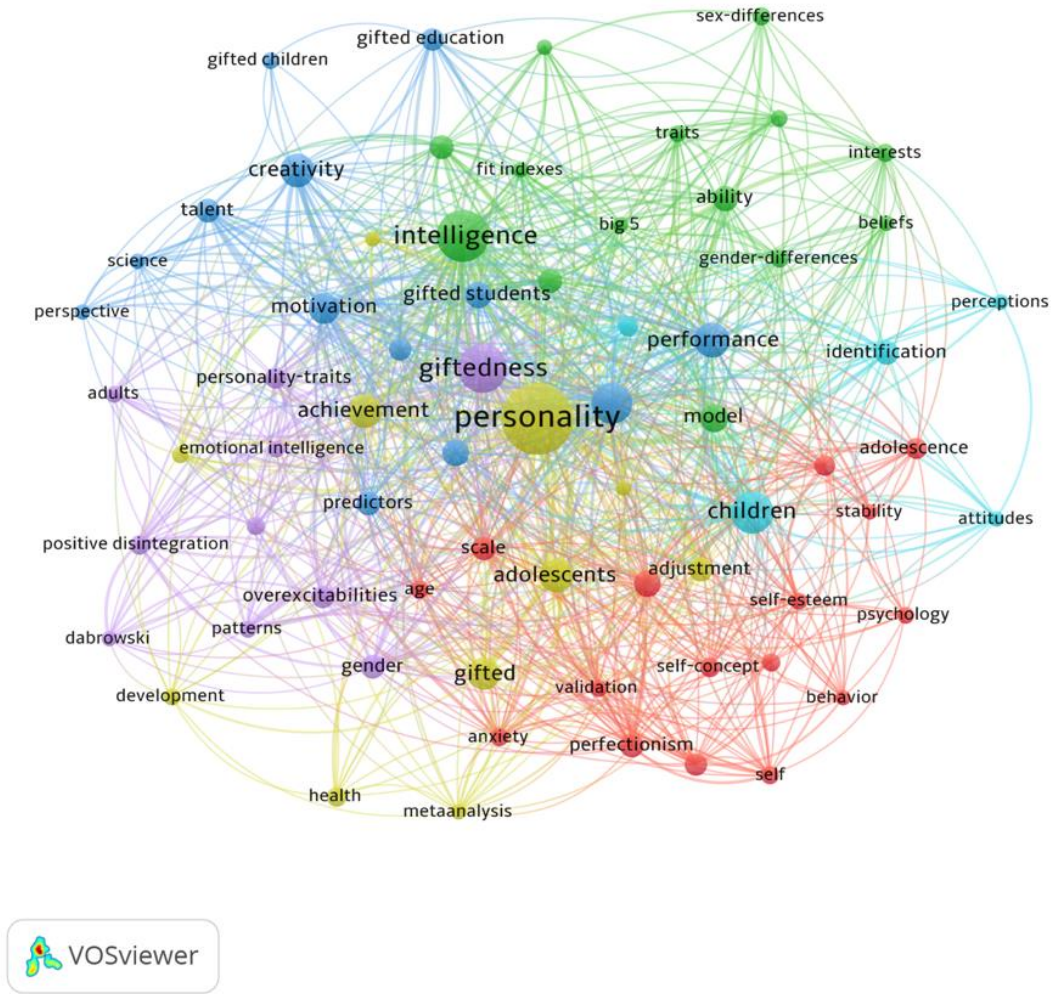 sex-differences
gifted education
gifted children
traits
interests
creativity
fit indexes
ability
talent
big 5
beliefs
intelligence
gender-differences
science
gifted students
perceptions
motivation
perspective
performance
identification
giftedness
personality-traits
adults
achievement
personality
model
emotional intelligence
adolescence
predictors
children
stability
attitudes
positive disintegration
scale
adolescents
adjustment
overexcitabilities
age
self-esteem
psychology
patterns
dabrowski
gender
gifted
self-concept
validation
development
behavior
anxiety
perfectionism
self
health
metaanalysis
VOSviewer